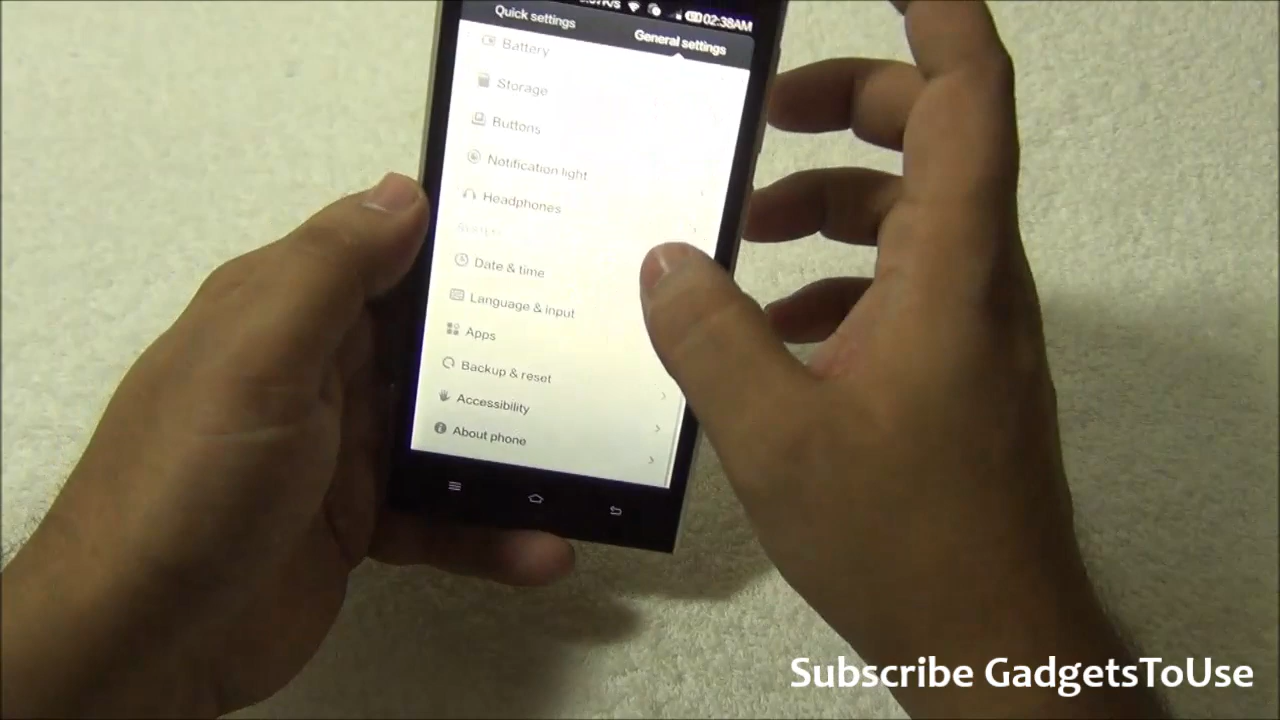 02:38AM
Quick settings
General settings
Battery
Storage
Buttons
Notification light
Headphones
Date & time
Language & input
Apps
Backup & reset
Accessibility
About phone
Subscribe GadgetsToUse